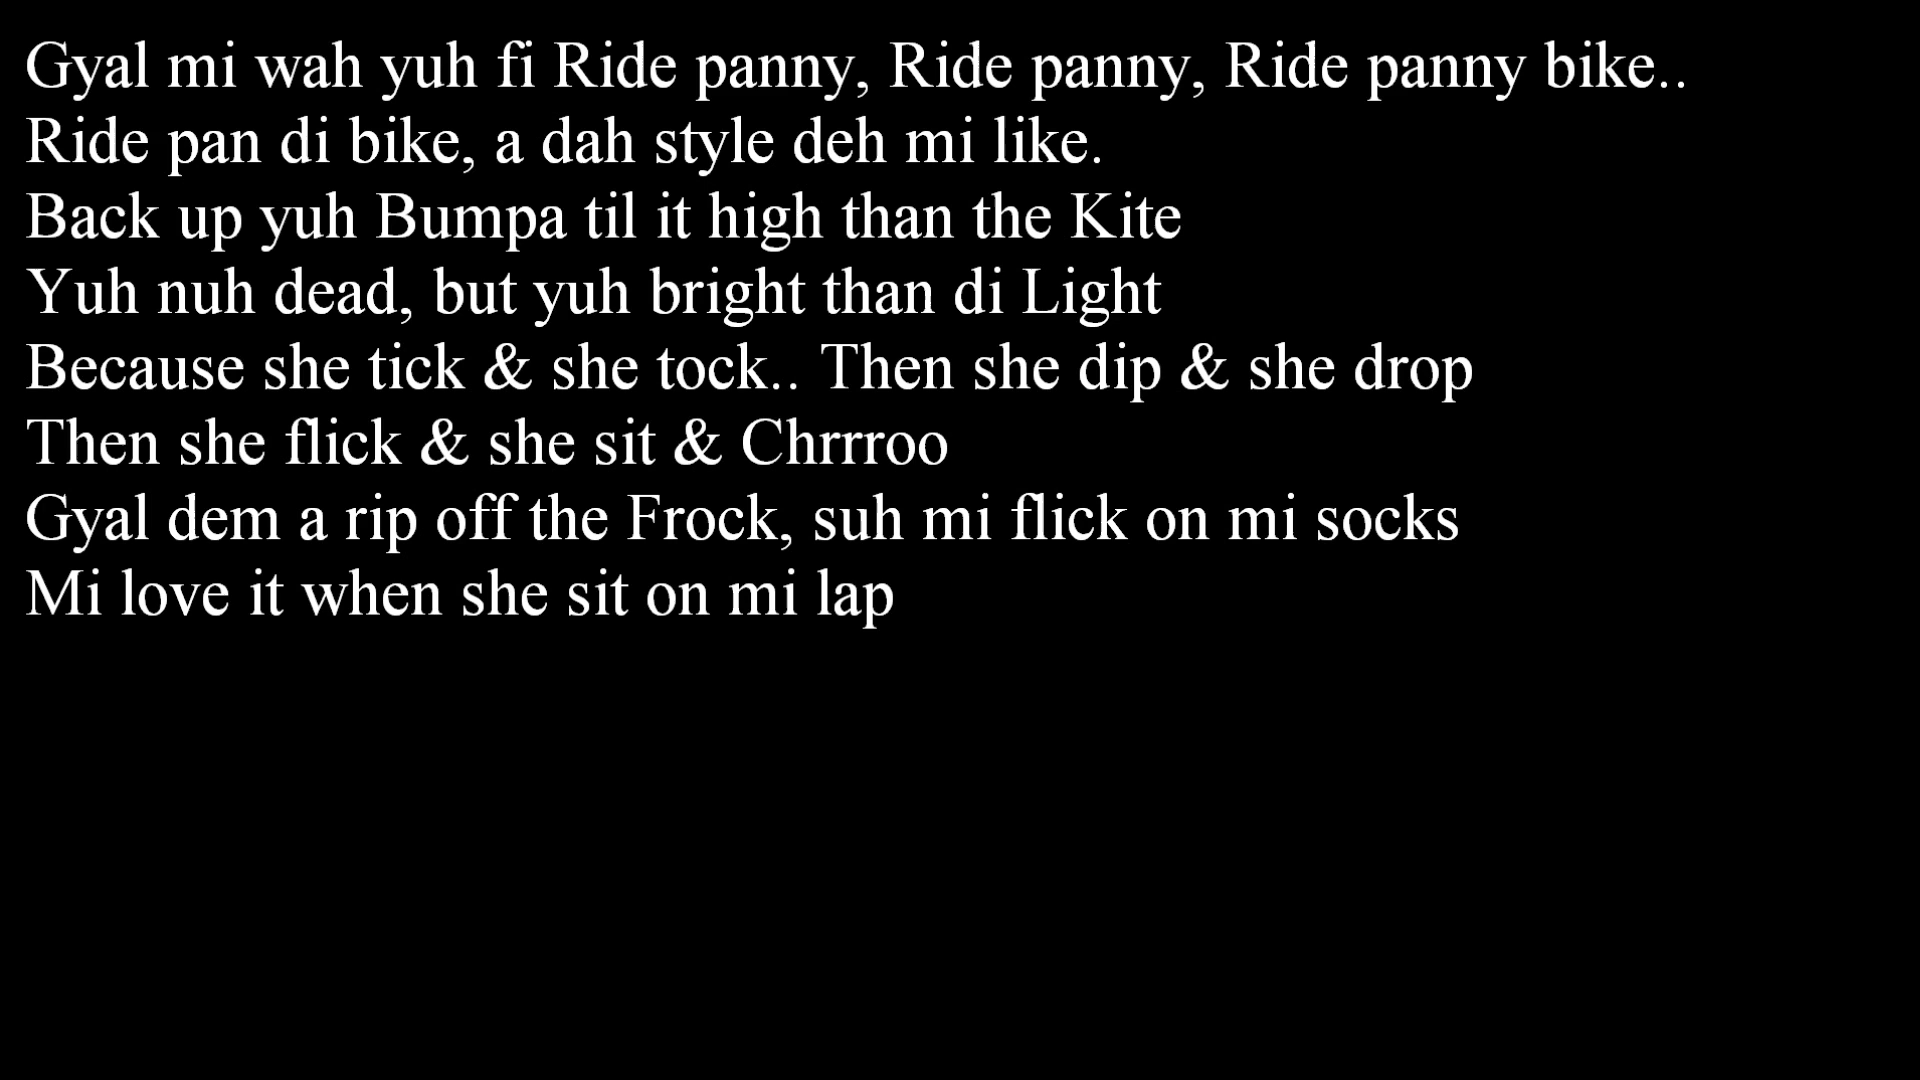 Gyal mi wah yuh fi Ride panny, Ride panny, Ride panny bike..
Ride pan di bike, a dah style deh mi like.
Back up yuh Bumpa til it high than the Kite
Yuh nuh dead, but yuh bright than di Light
Because she tick & she tock.. Then she dip & she drop
Then she flick & she sit & Chrrroo
Gyal dem a rip off the Frock, suh mi flick on mi socks
Mi love it when she sit on mi lap